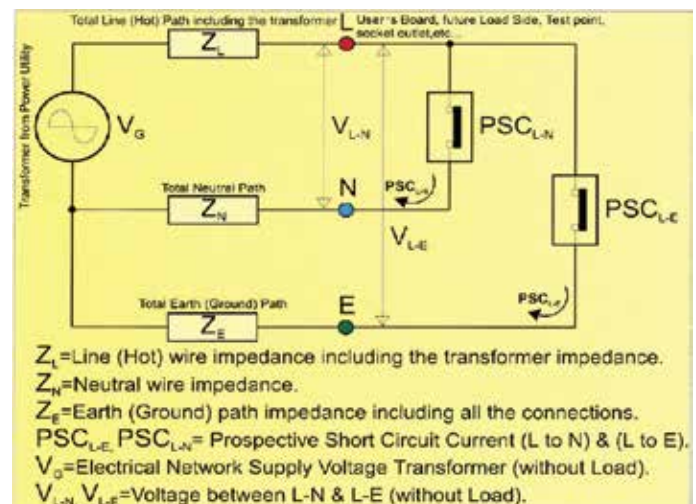 Total Line (Hot) Path including the transformer
L
User's Board, future Load Side, Test point,
socket outlet,etc...
Z_L
Transformer from Power Utility
V_G
V_L-N
PSC_L-N
Total Neutral Path
Z_N
N
PSC_L-N
V_L-E
PSC_L-E
Total Earth (Ground) Path
Z_E
E
PSC_L-E
Z_L=Line (Hot) wire impedance including the transformer impedance.
Z_N=Neutral wire impedance.
Z_E=Earth (Ground) path impedance including all the connections.
PSC_L-E, PSC_L-N= Prospective Short Circuit Current (L to N) & (L to E).
V_G=Electrical Network Supply Voltage Transformer (without Load).
V_L-N, V_L-E=Voltage between L-N & L-E (without Load).